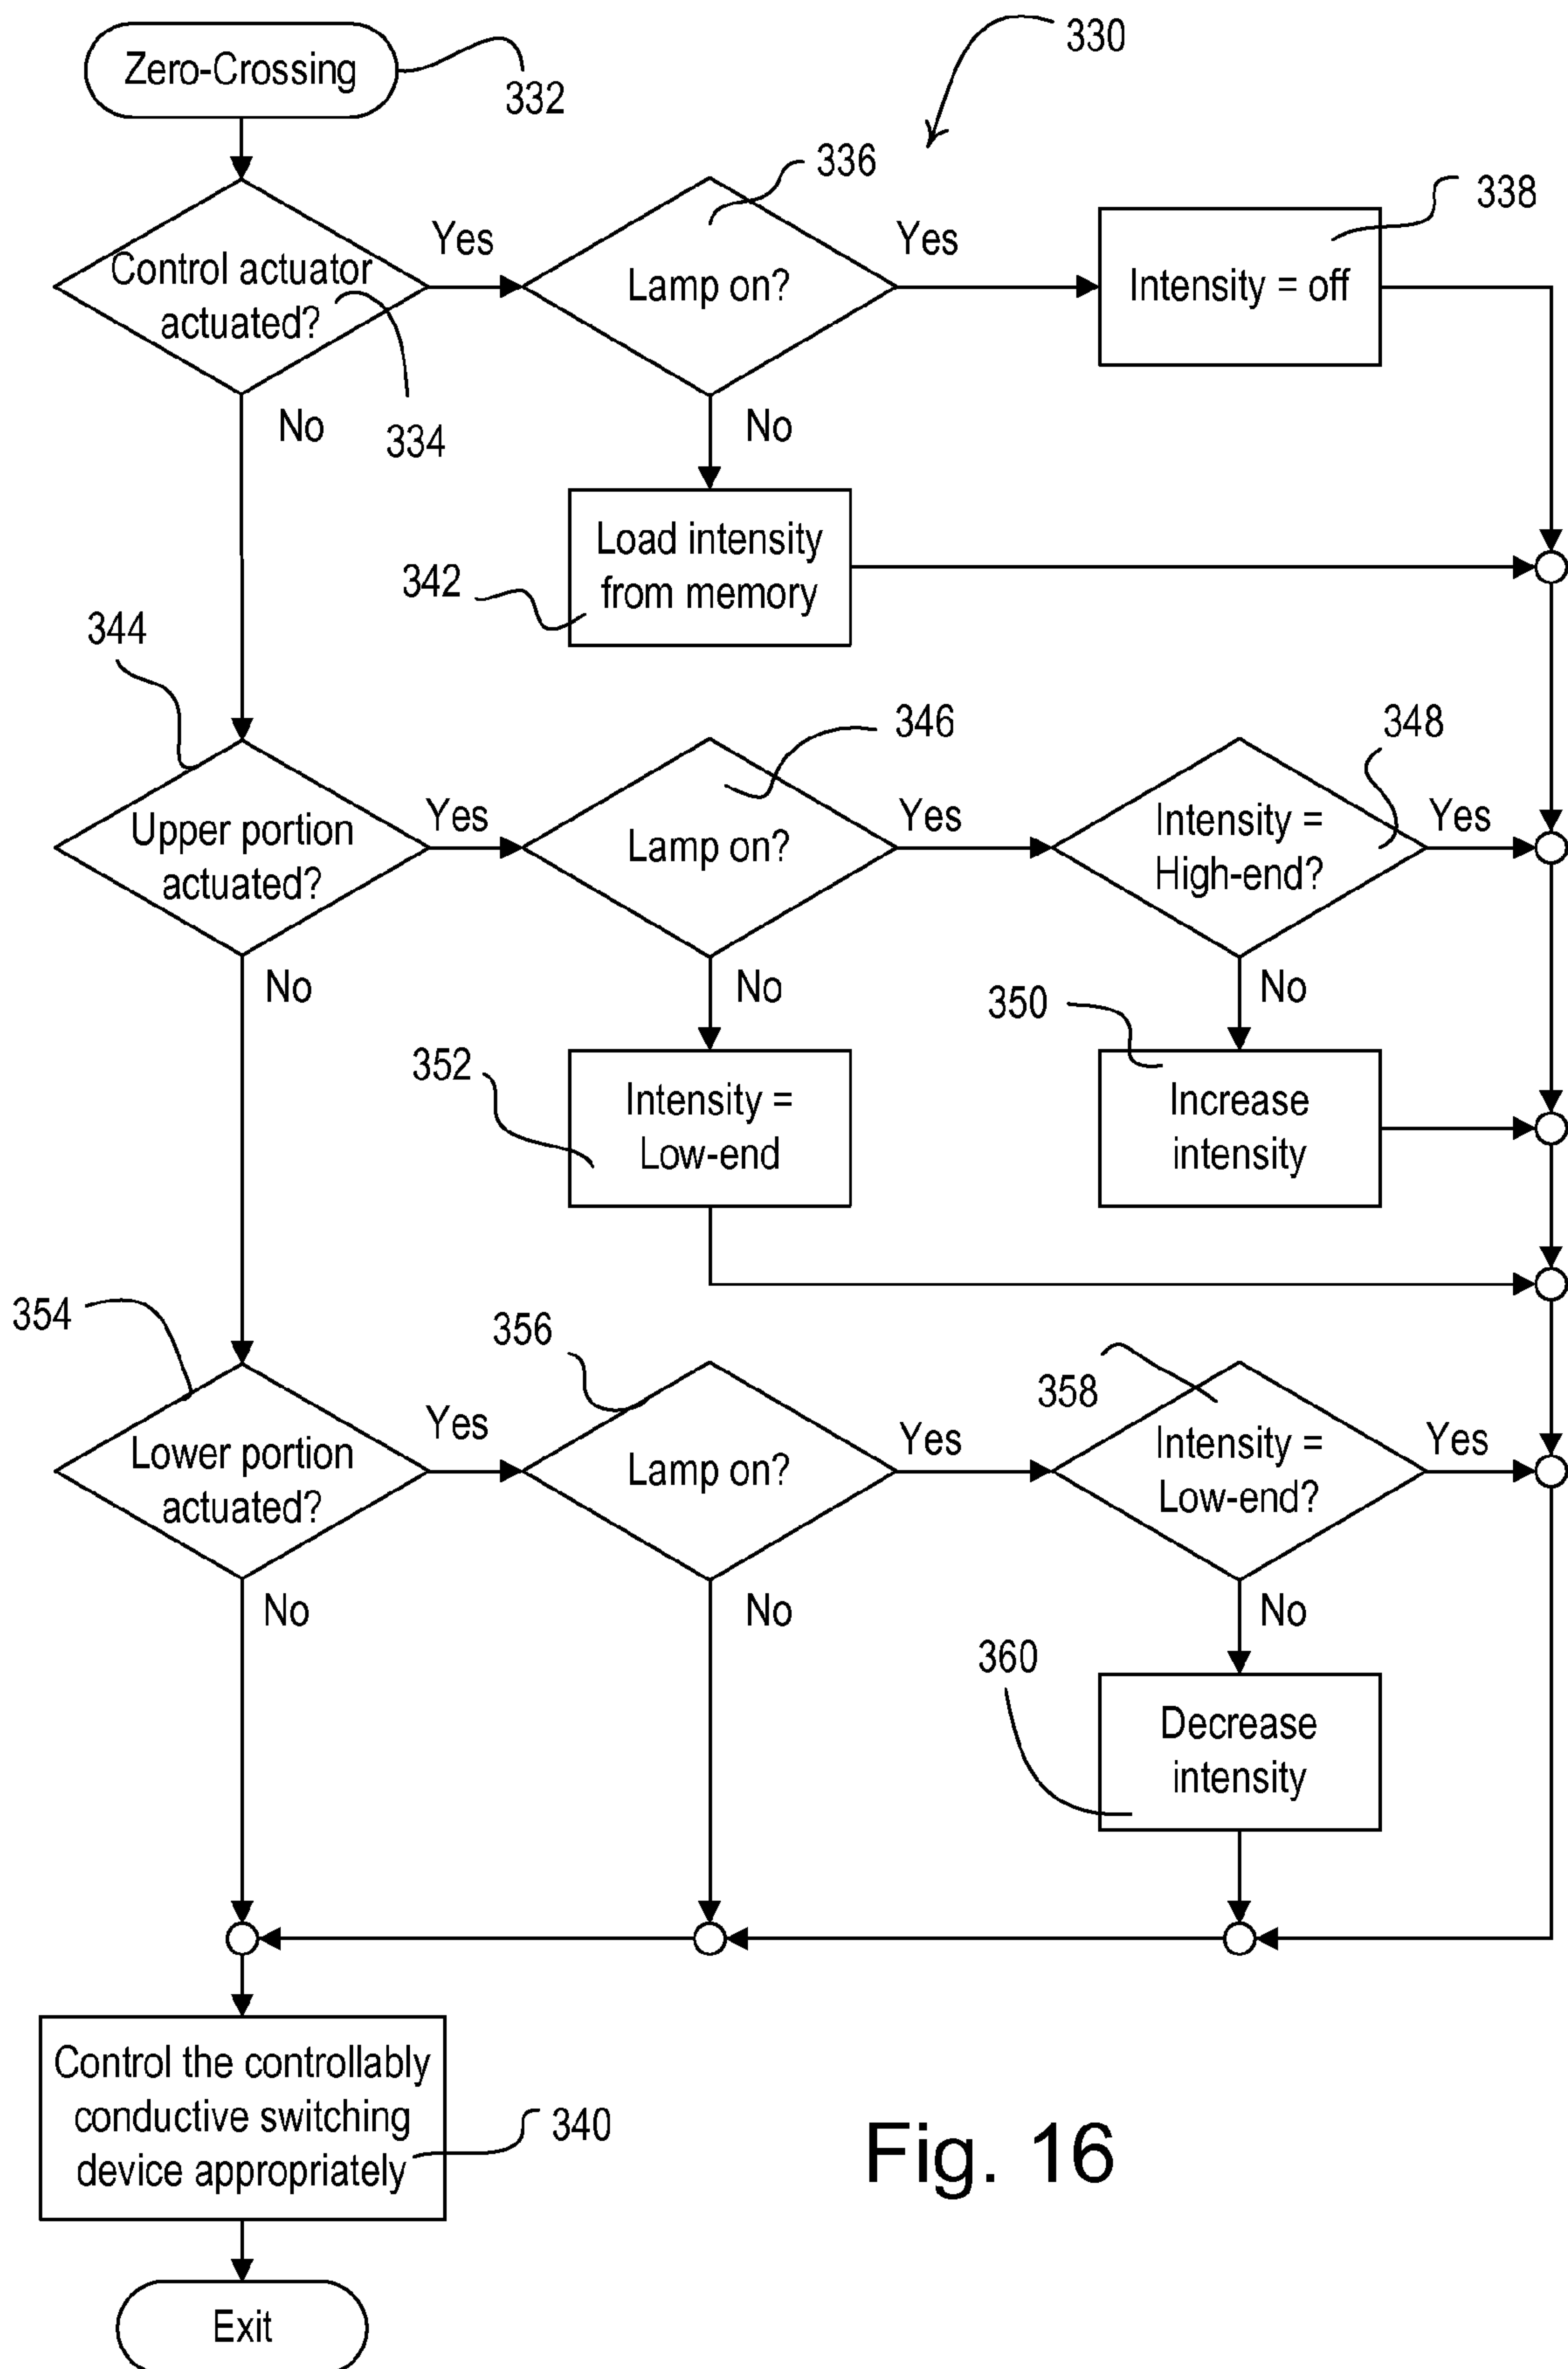 Zero-Crossing
332
330
336
338
Control actuator
actuated?
334
Yes
Lamp on?
Yes
Intensity = off
No
No
342
Load intensity
from memory
344
346
348
Upper portion
actuated?
Yes
Lamp on?
Yes
Intensity =
High-end?
Yes
No
No
No
352
Intensity =
Low-end
350
Increase
intensity
354
356
358
Lower portion
actuated?
Yes
Lamp on?
Yes
Intensity =
Low-end?
Yes
No
No
No
360
Decrease
intensity
Control the controllably
conductive switching
device appropriately
340
Fig. 16
Exit